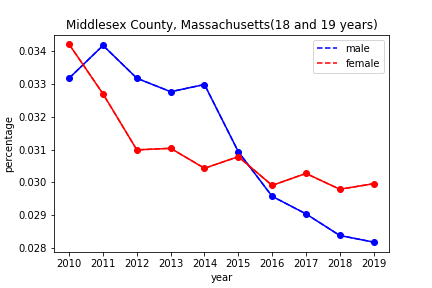 Middlesex County, Massachusetts(18 and 19 years)
male
female
percentage
0.034
0.033
0.032
0.031
0.030
0.029
0.028
2010 2011 2012 2013 2014 2015 2016 2017 2018 2019
year